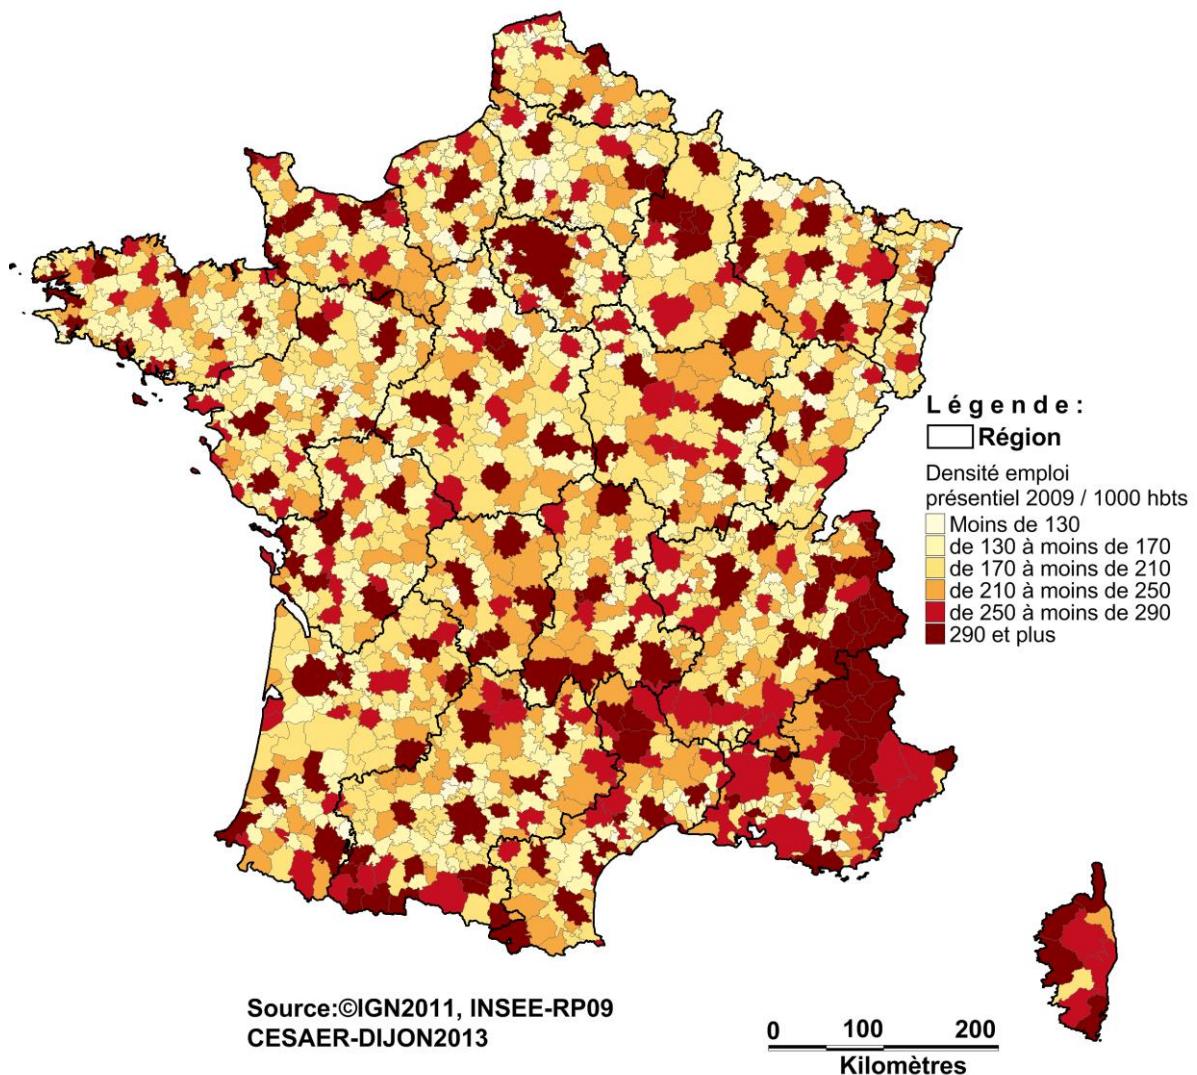 Légende:
Région
Densité emploi
présentiel 2009 / 1000 hbts
Moins de 130
de 130 à moins de 170
de 170 à moins de 210
de 210 à moins de 250
de 250 à moins de 290
290 et plus
Source:©IGN2011, INSEE-RP09
CESAER-DIJON2013
0 100 200
Kilomètres